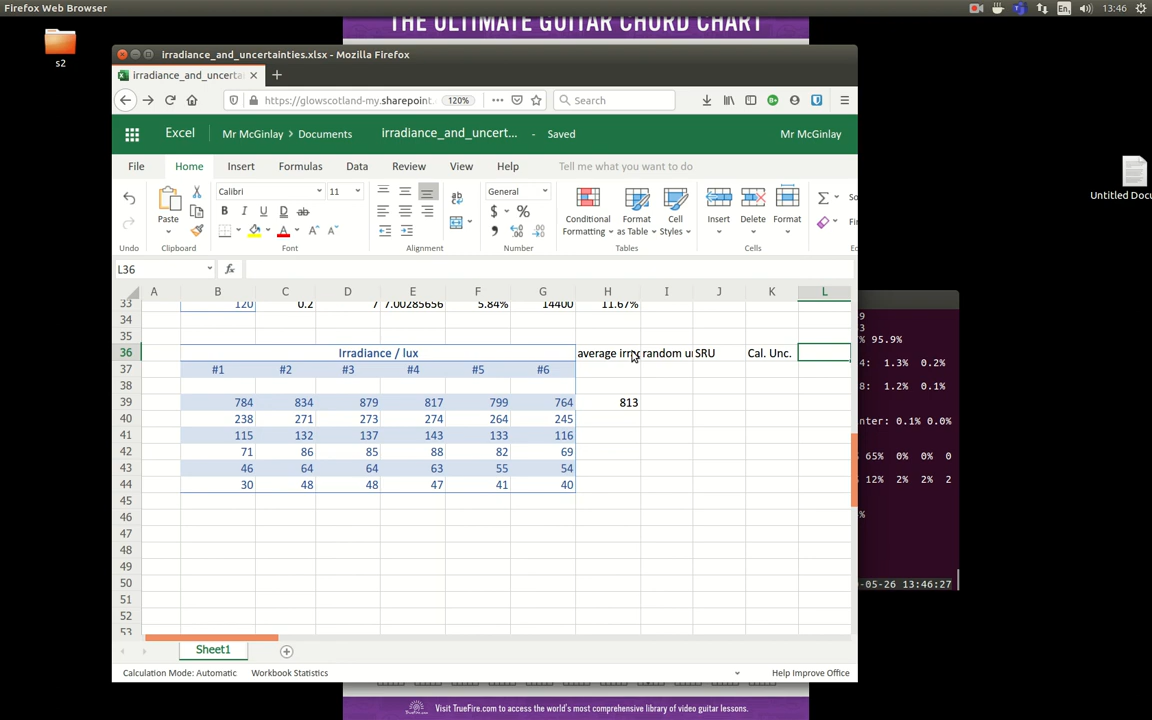 Firefox Web Browser
En
13:46
THE ULTIMATE GUITAR CHORD CHART
s2
irradiance_and_uncertainties.xlsx - Mozilla Firefox
irradiance_and_uncerta
https://glowscotland-my.sharepoint.
120%
Search
Excel
Mr McGinlay > Documents
irradiance_and_uncert... - Saved
Mr McGinlay
File Home Insert Formulas Data Review View Help Tell me what you want to do
Calibri 11
General
Paste
B I U D ab
A A A
$ %
Conditional Formatting
Format as Table
Cell Styles
Insert Delete Format
Undo Clipboard Font Alignment Number Tables Cells
L36
fx
A B C D E F G H I J K L
33 120 0.2 7 7.00285656 5.84% 14400 11.67%
34
35
36 Irradiance / lux average irr random u SRU Cal. Unc.
37 #1 #2 #3 #4 #5 #6
38
39 784 834 879 817 799 764 813
40 238 271 273 274 264 245
41 115 132 137 143 133 116
42 71 86 85 88 82 69
43 46 64 64 63 55 54
44 30 48 48 47 41 40
45
46
47
48
49
50
51
52
53
Sheet1
Calculation Mode: Automatic Workbook Statistics
Help Improve Office
Untitled Docu
9
3
% 95.9%
4: 1.3% 0.2%
8: 1.2% 0.1%
nter: 0.1% 0.0%
65% 0% 0% 0
12% 2% 2% 2
%
-05-26 13:46:27
Visit TrueFire.com to access the world's most comprehensive library of video guitar lessons.